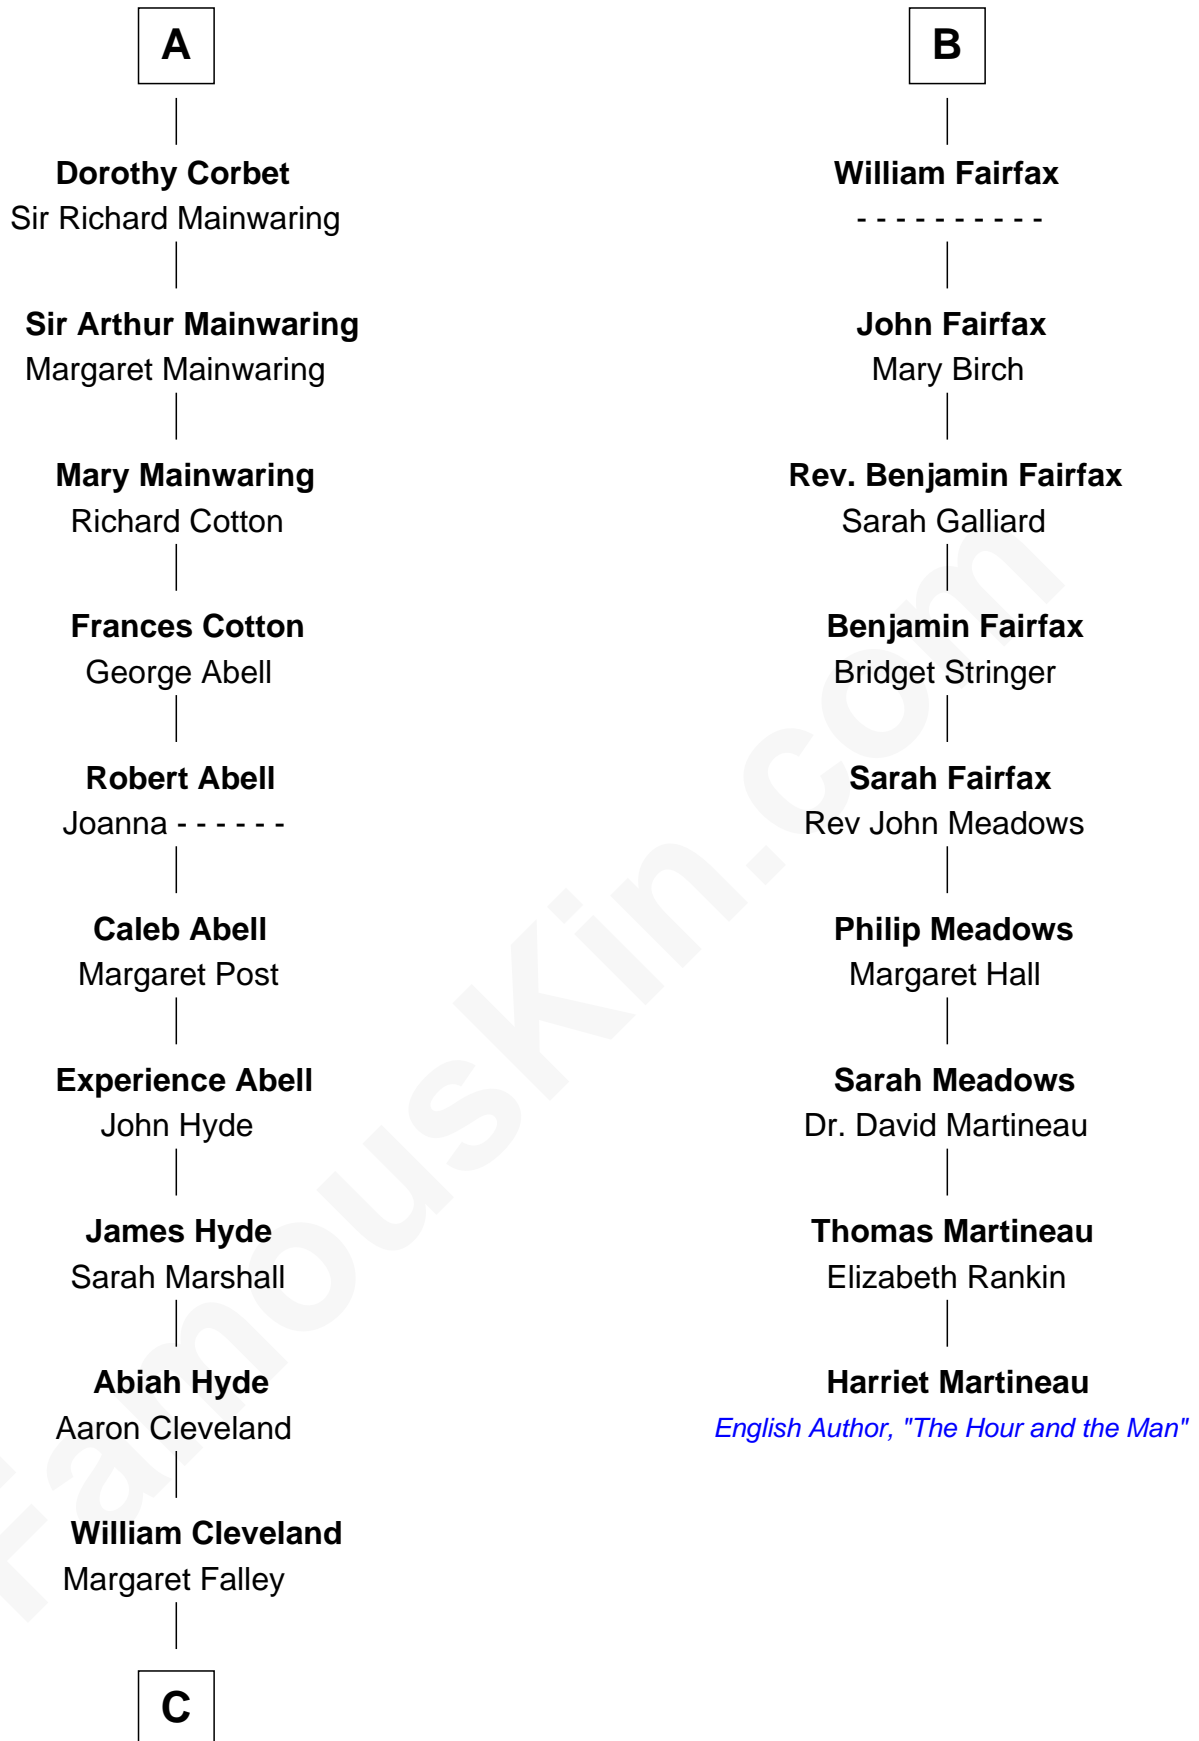 A
Dorothy Corbet
Sir Richard Mainwaring
Sir Arthur Mainwaring
Margaret Mainwaring
Mary Mainwaring
Richard Cotton
Frances Cotton
George Abell
Robert Abell
Joanna - - - - - -
Caleb Abell
Margaret Post
Experience Abell
John Hyde
James Hyde
Sarah Marshall
Abiah Hyde
Aaron Cleveland
William Cleveland
Margaret Falley
C
B
William Fairfax
- - - - - - - - - -
John Fairfax
Mary Birch
Rev. Benjamin Fairfax
Sarah Galliard
Benjamin Fairfax
Bridget Stringer
Sarah Fairfax
Rev John Meadows
Philip Meadows
Margaret Hall
Sarah Meadows
Dr. David Martineau
Thomas Martineau
Elizabeth Rankin
Harriet Martineau
English Author, "The Hour and the Man"
FamousKin.com